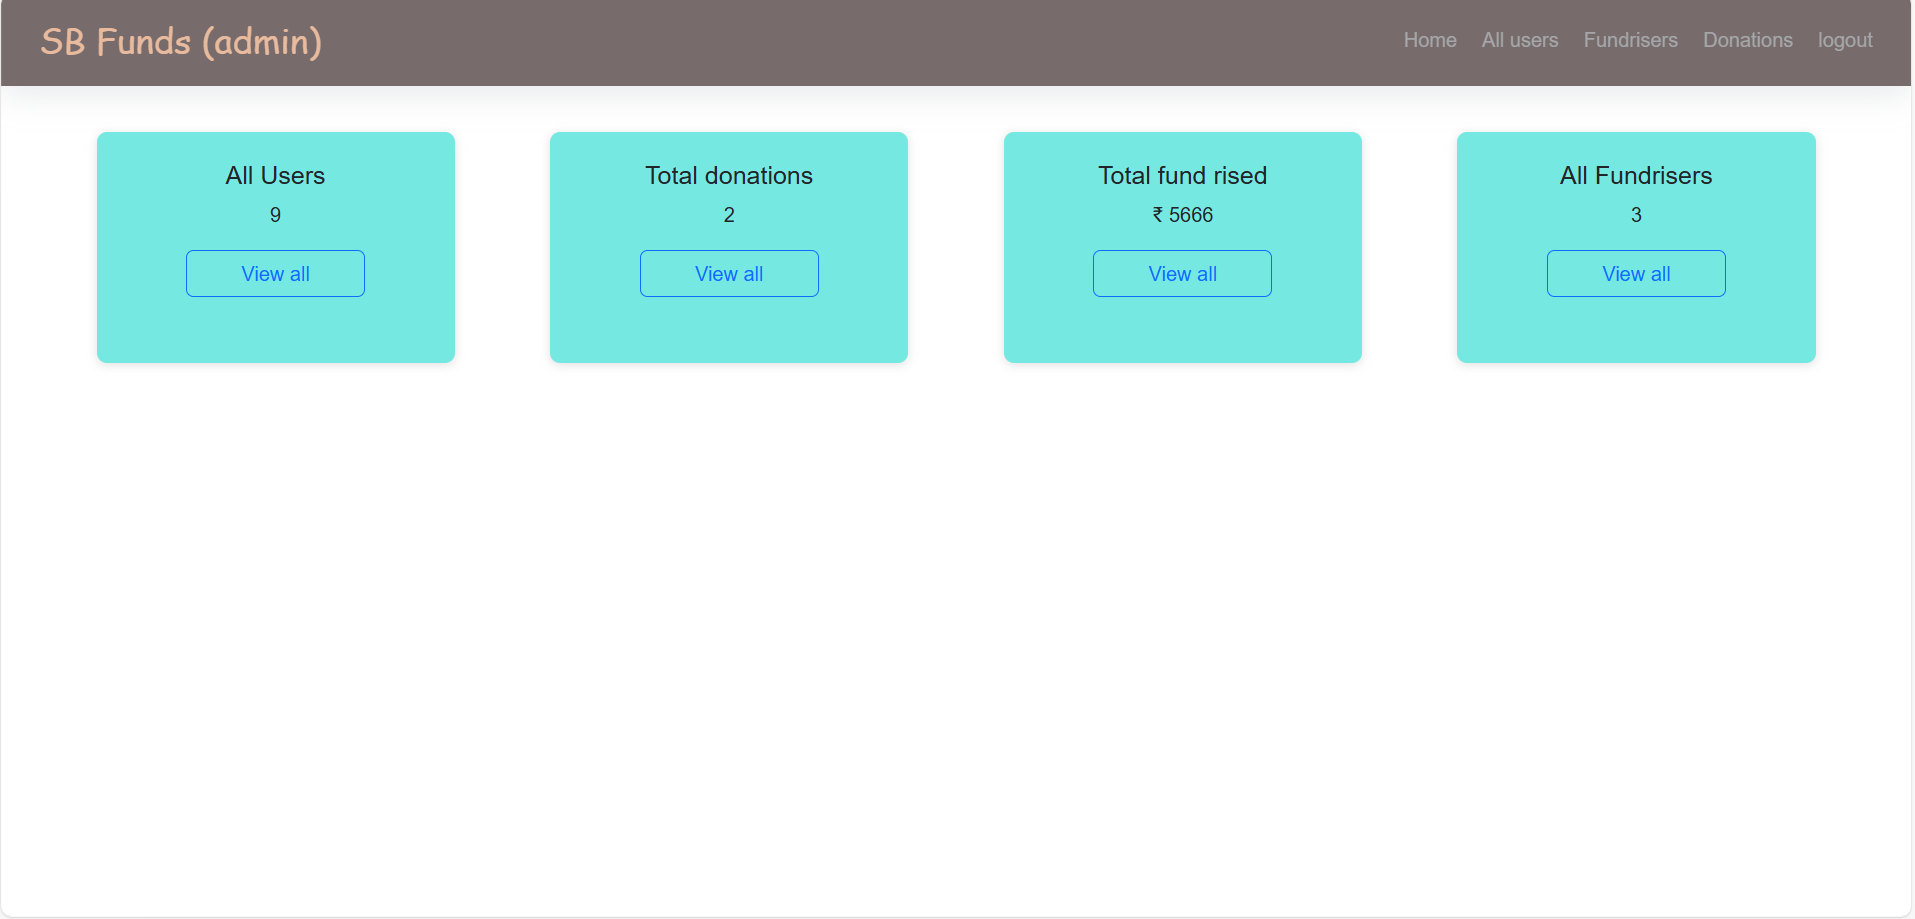 SB Funds (admin)
Home All users Fundrisers Donations logout
All Users
9
View all
Total donations
2
View all
Total fund rised
₹ 5666
View all
All Fundrisers
3
View all